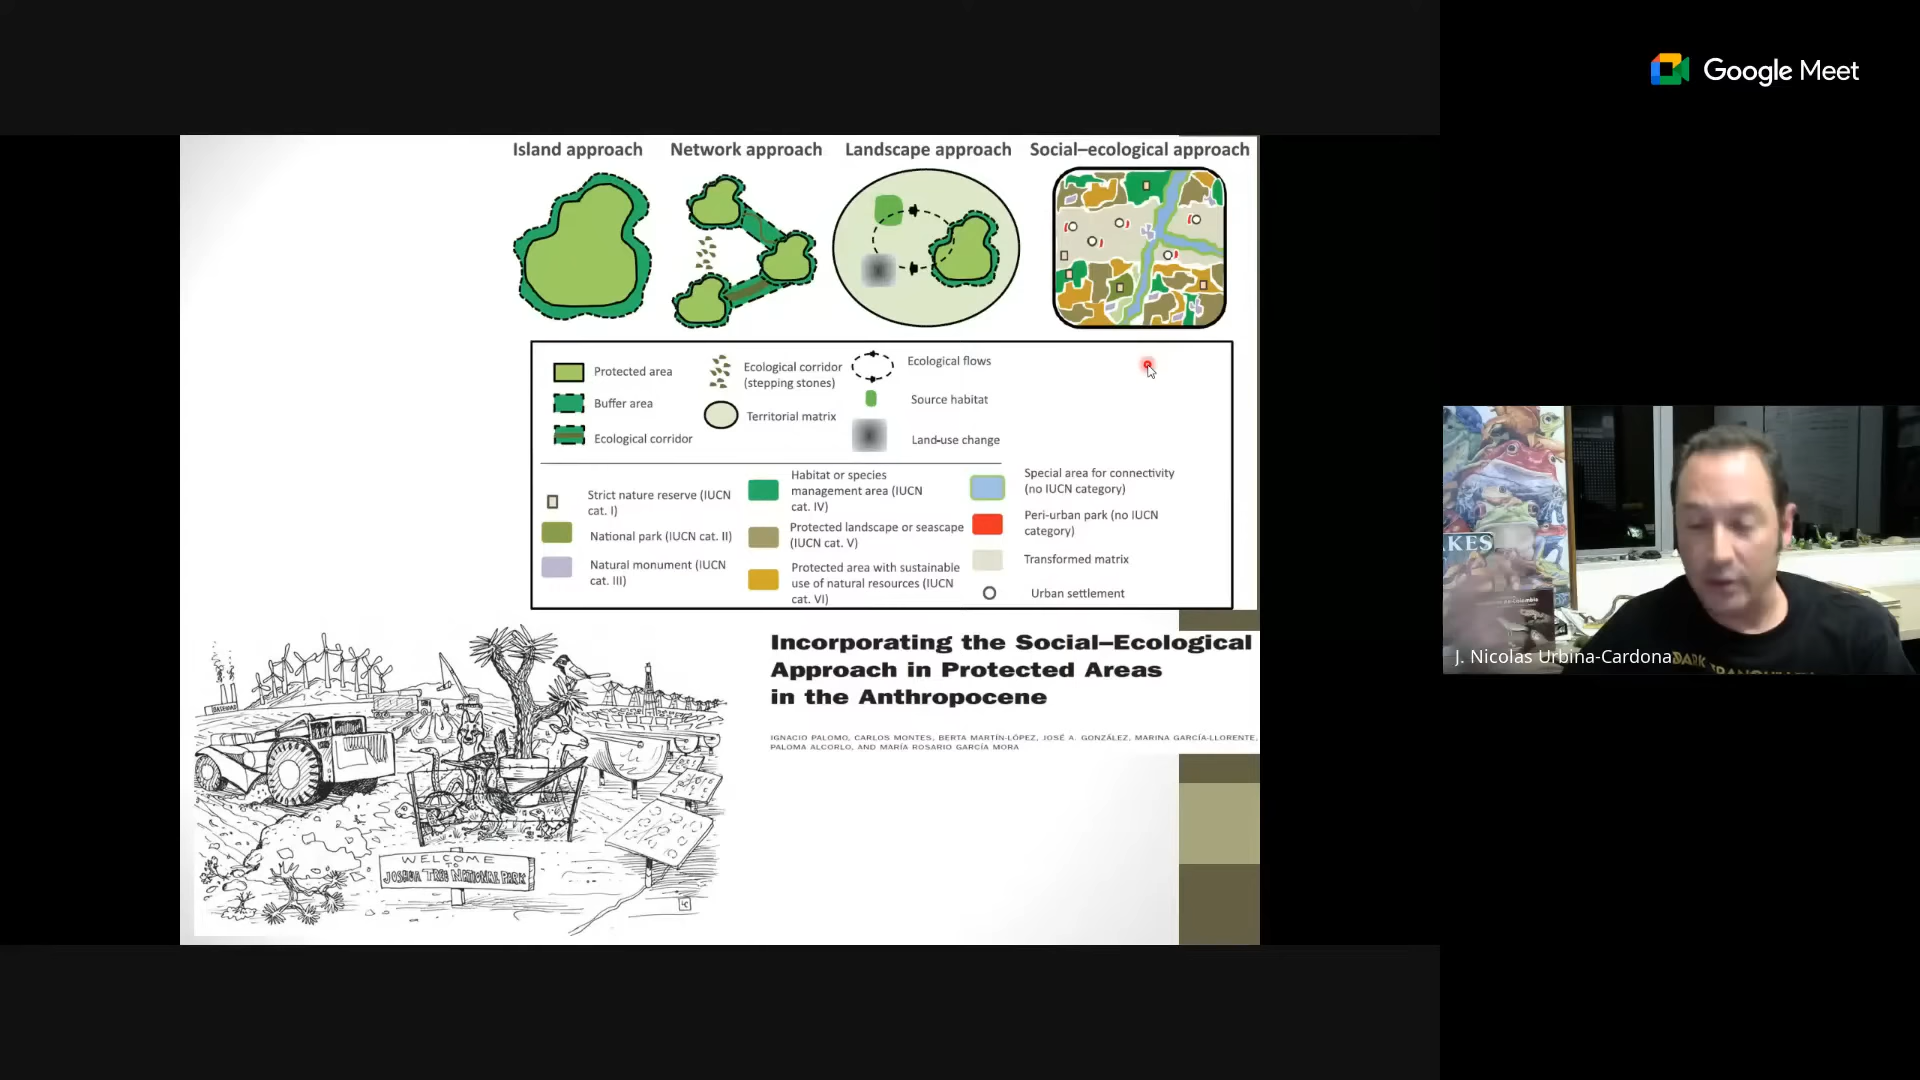 Google Meet
Island approach
Network approach
Landscape approach
Social–ecological approach
Protected area
Buffer area
Ecological corridor
Ecological corridor
(stepping stones)
Territorial matrix
Ecological flows
Source habitat
Land-use change
Strict nature reserve (IUCN
cat. I)
National park (IUCN cat. II)
Natural monument (IUCN
cat. III)
Habitat or species
management area (IUCN
cat. IV)
Protected landscape or seascape
(IUCN cat. V)
Protected area with sustainable
use of natural resources (IUCN
cat. VI)
Special area for connectivity
(no IUCN category)
Peri-urban park (no IUCN
category)
Transformed matrix
Urban settlement
Incorporating the Social–Ecological
Approach in Protected Areas
in the Anthropocene
IGNACIO PALOMO, CARLOS MONTES, BERTA MARTÍN-LÓPEZ, JOSÉ A. GONZÁLEZ, MARINA GARCÍA-LLORENTE,
PALOMA ALCORLO, AND MARÍA ROSARIO GARCÍA MORA
WELCOME
TO
JOSHUA TREE NATIONAL PARK
AKES
J. Nicolas Urbina-Cardona
DARK